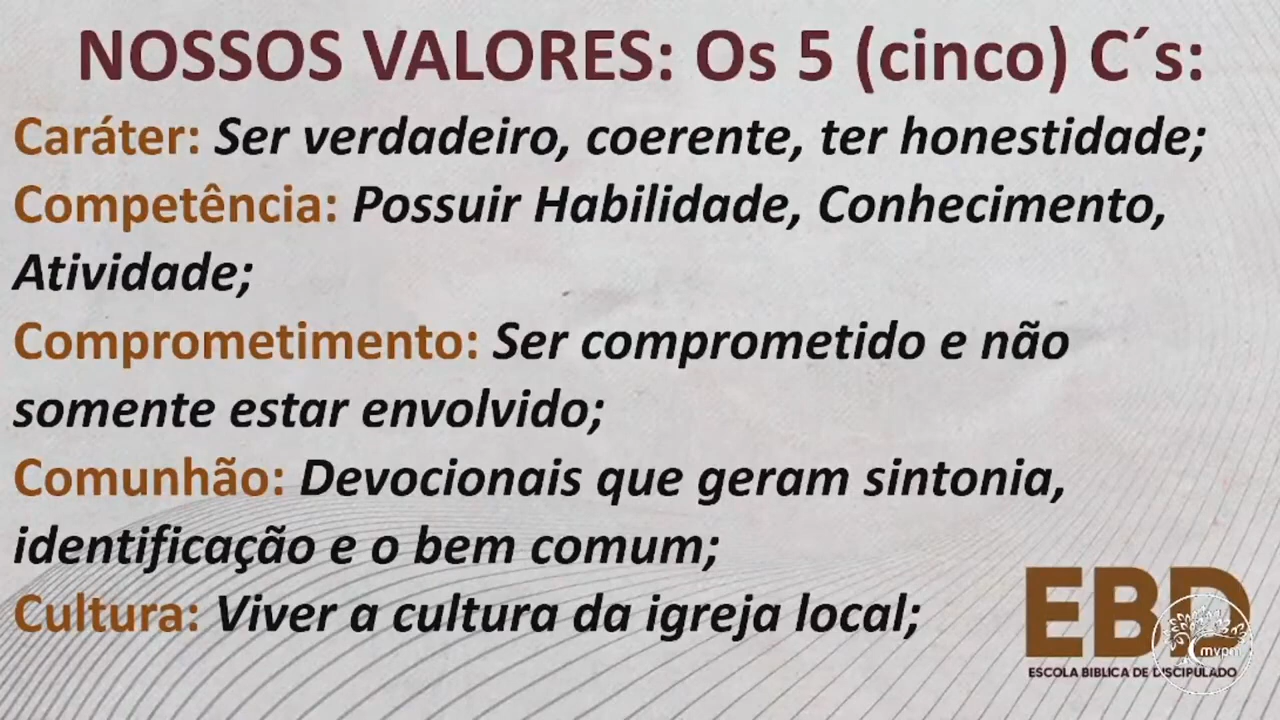 NOSSOS VALORES: Os 5 (cinco) C´s:
Caráter: Ser verdadeiro, coerente, ter honestidade;
Competência: Possuir Habilidade, Conhecimento,
Atividade;
Comprometimento: Ser comprometido e não
somente estar envolvido;
Comunhão: Devocionais que geram sintonia,
identificação e o bem comum;
Cultura: Viver a cultura da igreja local;
EBD
mvpm
ESCOLA BIBLICA DE DISCIPULADO